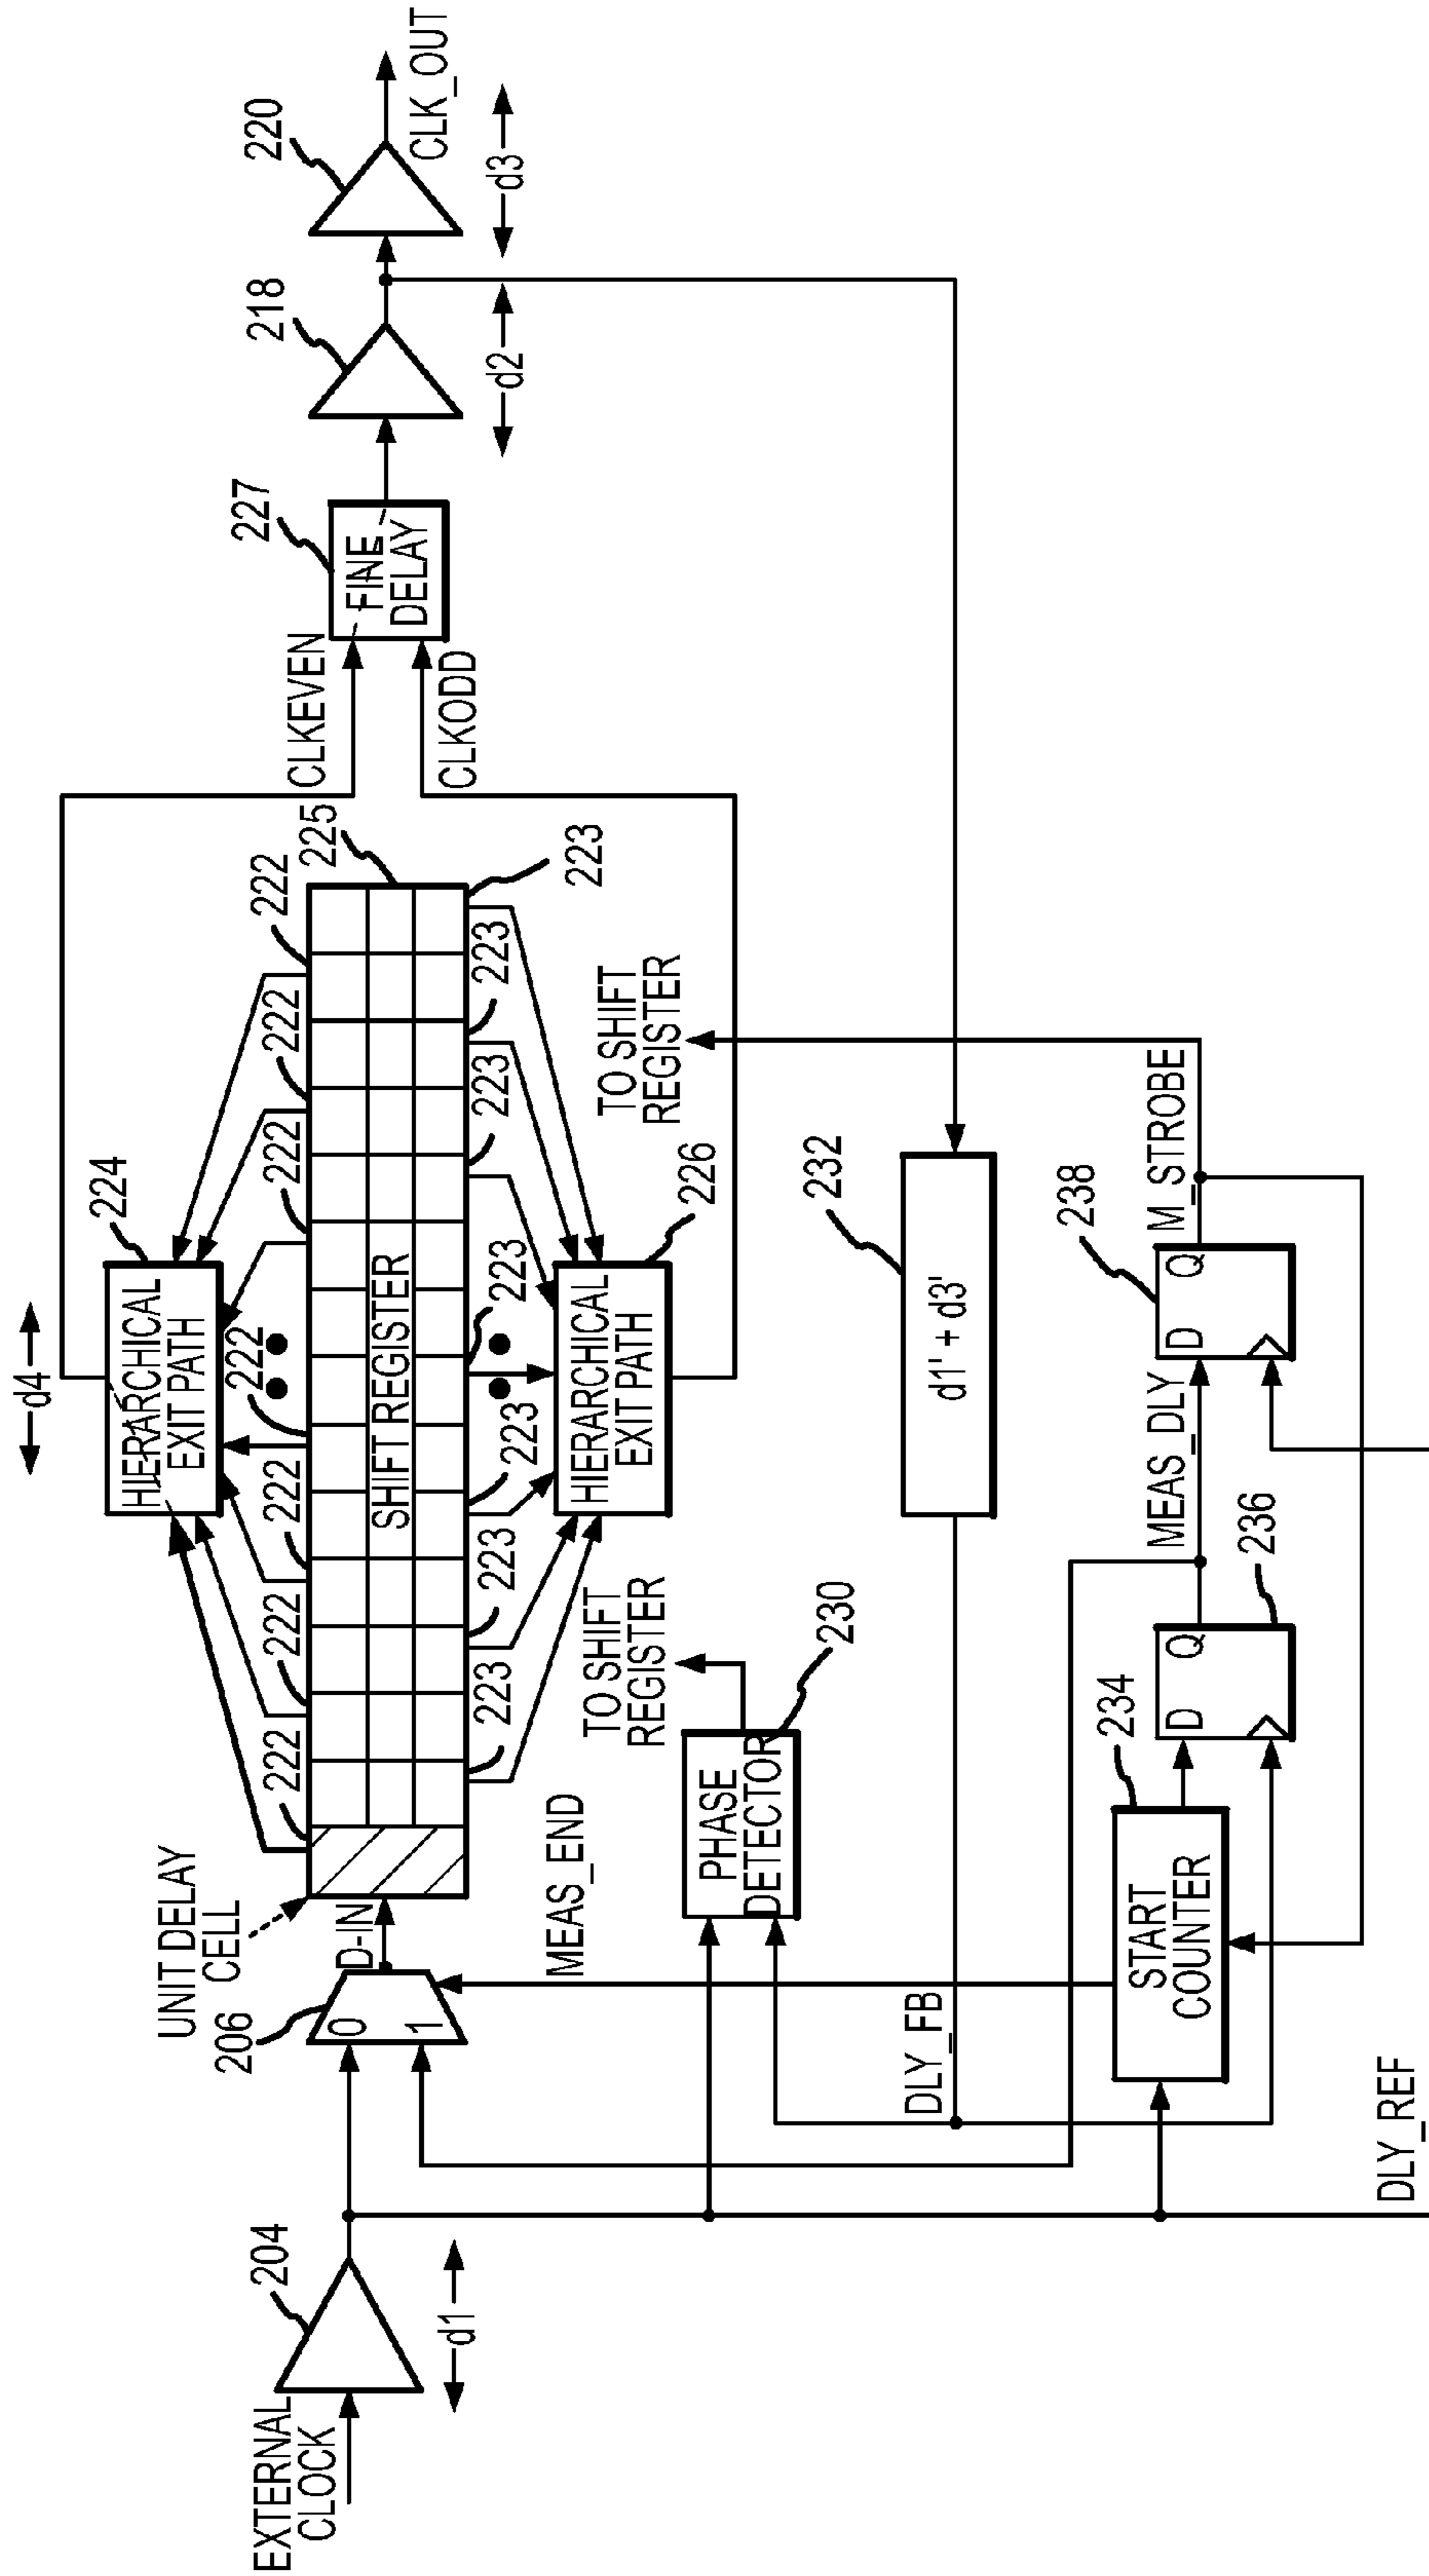 EXTERNAL
CLOCK
204
d1
206
0
1
UNIT DELAY
CELL
D-IN
MEAS_END
d4
224
HIERARCHICAL
EXIT PATH
222
222
222
222
222
222
222
SHIFT REGISTER
225
223
223
223
223
223
223
223
HIERARCHICAL
EXIT PATH
226
CLKEVEN
CLKODD
227
FINE
DELAY
218
d2
220
d3
CLK_OUT
TO SHIFT
REGISTER
TO SHIFT
REGISTER
PHASE
DETECTOR
230
232
d1' + d3'
DLY_FB
START
COUNTER
234
D
Q
236
MEAS_DLY
D
Q
238
M_STROBE
DLY_REF